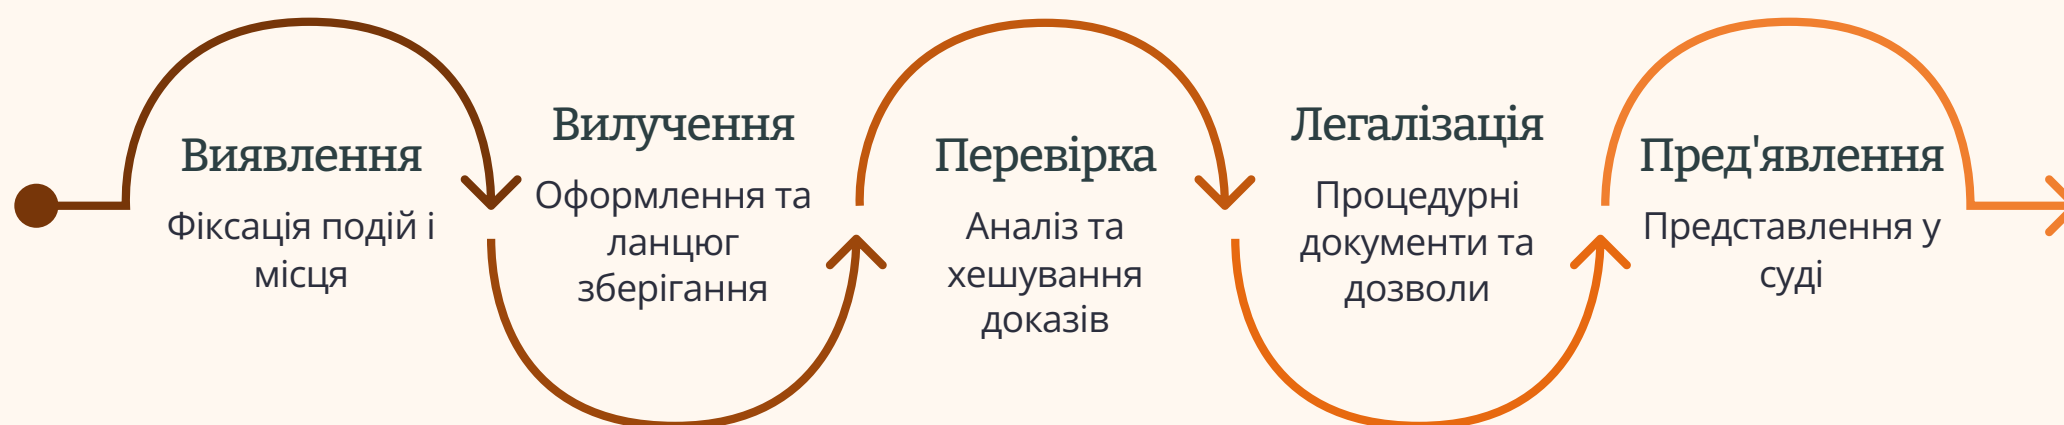 Виявлення
Фіксація подій і
місця
Вилучення
Оформлення та
ланцюг
зберігання
Перевірка
Аналіз та
хешування
доказів
Легалізація
Процедурні
документи та
дозволи
Пред'явлення
Представлення у
суді